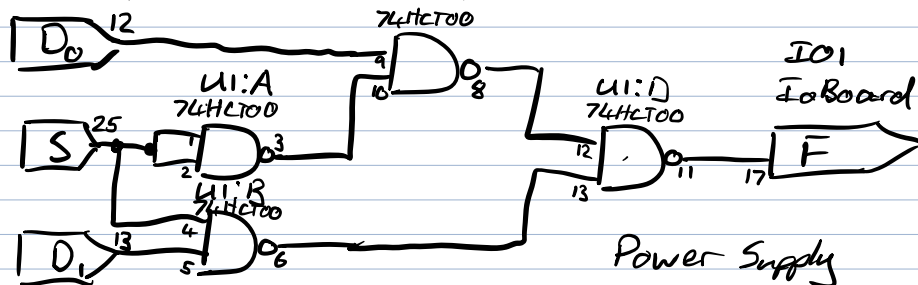 74HCT00
D0
12
9
10
8
U1:A
74HCT00
S
25
1
2
3
U1:B
74HCT00
D1
13
4
5
6
U1:D
74HCT00
12
13
11
IO1
IoBoard
17
F
Power Supply